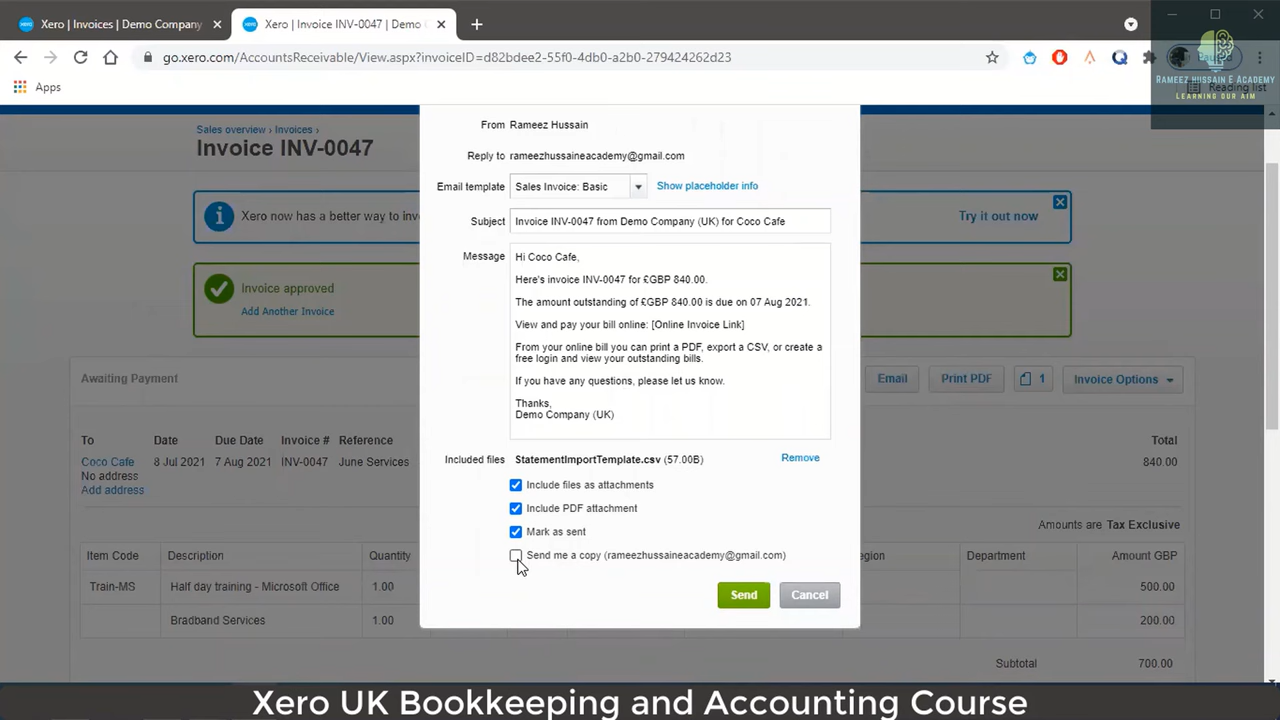 Xero | Invoices | Demo Company
Xero | Invoice INV-0047 | Demo
go.xero.com/AccountsReceivable/View.aspx?invoiceID=d82bdee2-55f0-4db0-a2b0-279424262d23
Apps
Reading list
RAMEEZ HUSSAIN E ACADEMY
LEARNING OUR AIM
Sales overview › Invoices ›
Invoice INV-0047
Xero now has a better way to invo
Try it out now
Invoice approved
Add Another Invoice
From Rameez Hussain
Reply to rameezhussaineacademy@gmail.com
Email template Sales Invoice: Basic Show placeholder info
Subject Invoice INV-0047 from Demo Company (UK) for Coco Cafe
Message Hi Coco Cafe,
Here's invoice INV-0047 for £GBP 840.00.
The amount outstanding of £GBP 840.00 is due on 07 Aug 2021.
View and pay your bill online: [Online Invoice Link]
From your online bill you can print a PDF, export a CSV, or create a
free login and view your outstanding bills.
If you have any questions, please let us know.
Thanks,
Demo Company (UK)
Included files StatementImportTemplate.csv (57.00B) Remove
Include files as attachments
Include PDF attachment
Mark as sent
Send me a copy (rameezhussaineacademy@gmail.com)
Send Cancel
Awaiting Payment
Email Print PDF 1 Invoice Options
To Date Due Date Invoice # Reference Total
Coco Cafe 8 Jul 2021 7 Aug 2021 INV-0047 June Services 840.00
No address
Add address
Amounts are Tax Exclusive
Item Code Description Quantity egion Department Amount GBP
Train-MS Half day training - Microsoft Office 1.00 500.00
Bradband Services 1.00 200.00
Subtotal 700.00
Xero UK Bookkeeping and Accounting Course